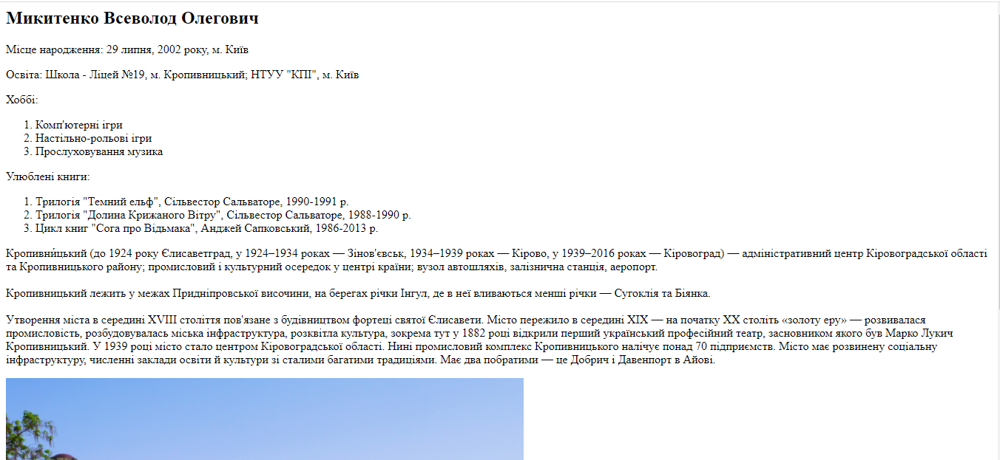 Микитенко Всеволод Олегович
Місце народження: 29 липня, 2002 року, м. Київ
Освіта: Школа - Ліцей №19, м. Кропивницький; НТУУ "КПІ", м. Київ
Хоббі:
1. Комп'ютерні ігри
2. Настільно-рольові ігри
3. Прослуховування музика
Улюблені книги:
1. Трилогія "Темний ельф", Сільвестор Сальваторе, 1990-1991 р.
2. Трилогія "Долина Крижаного Вітру", Сільвестор Сальваторе, 1988-1990 р.
3. Цикл книг "Сога про Відьмака", Анджей Сапковський, 1986-2013 р.
Кропивни́цький (до 1924 року Єлисаветград, у 1924–1934 роках — Зінов'євськ, 1934–1939 роках — Кірово, у 1939–2016 роках — Кіровоград) — адміністративний центр Кіровоградської області
та Кропивницького району; промисловий і культурний осередок у центрі країни; вузол автошляхів, залізнична станція, аеропорт.
Кропивницький лежить у межах Придніпровської височини, на берегах річки Інгул, де в неї вливаються менші річки — Сугоклія та Біянка.
Утворення міста в середині XVIII століття пов'язане з будівництвом фортеці святої Єлисавети. Місто пережило в середині XIX — на початку XX століть «золоту еру» — розвивалася
промисловість, розбудовувалась міська інфраструктура, розквітла культура, зокрема тут у 1882 році відкрили перший український професійний театр, засновником якого був Марко Лукич
Кропивницький. У 1939 році місто стало центром Кіровоградської області. Нині промисловий комплекс Кропивницького налічує понад 70 підприємств. Місто має розвинену соціальну
інфраструктуру, численні заклади освіти й культури зі сталими багатими традиціями. Має два побратими — це Добрич і Давенпорт в Айові.